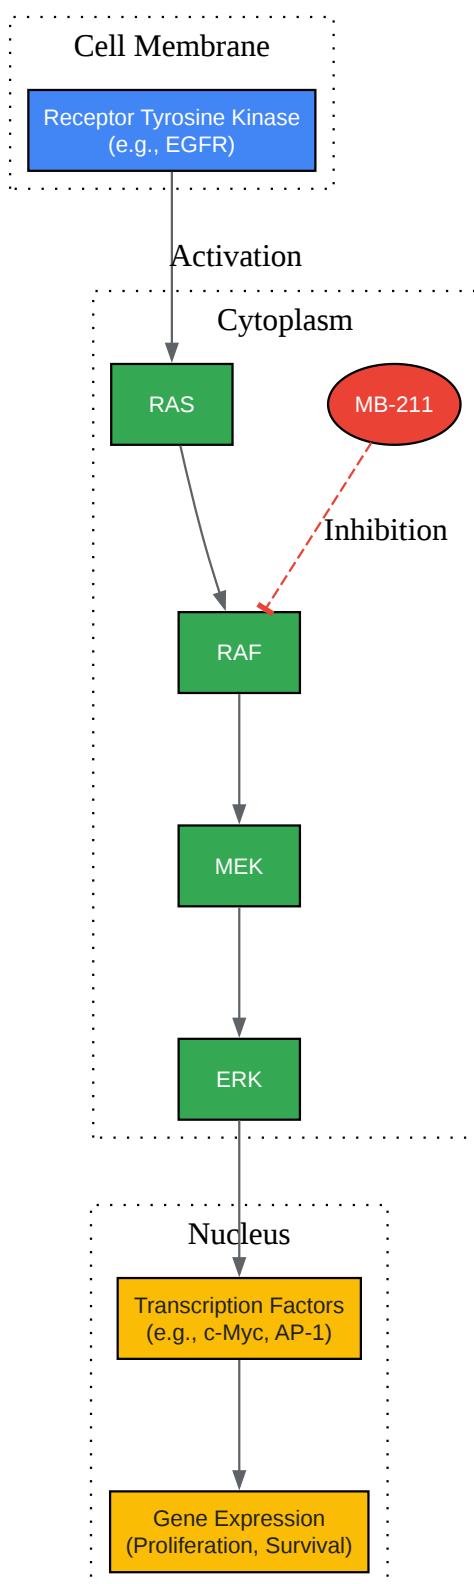 Cell Membrane
Receptor Tyrosine Kinase
(e.g., EGFR)
Activation
Cytoplasm
RAS
MB-211
Inhibition
RAF
MEK
ERK
Nucleus
Transcription Factors
(e.g., c-Myc, AP-1)
Gene Expression
(Proliferation, Survival)